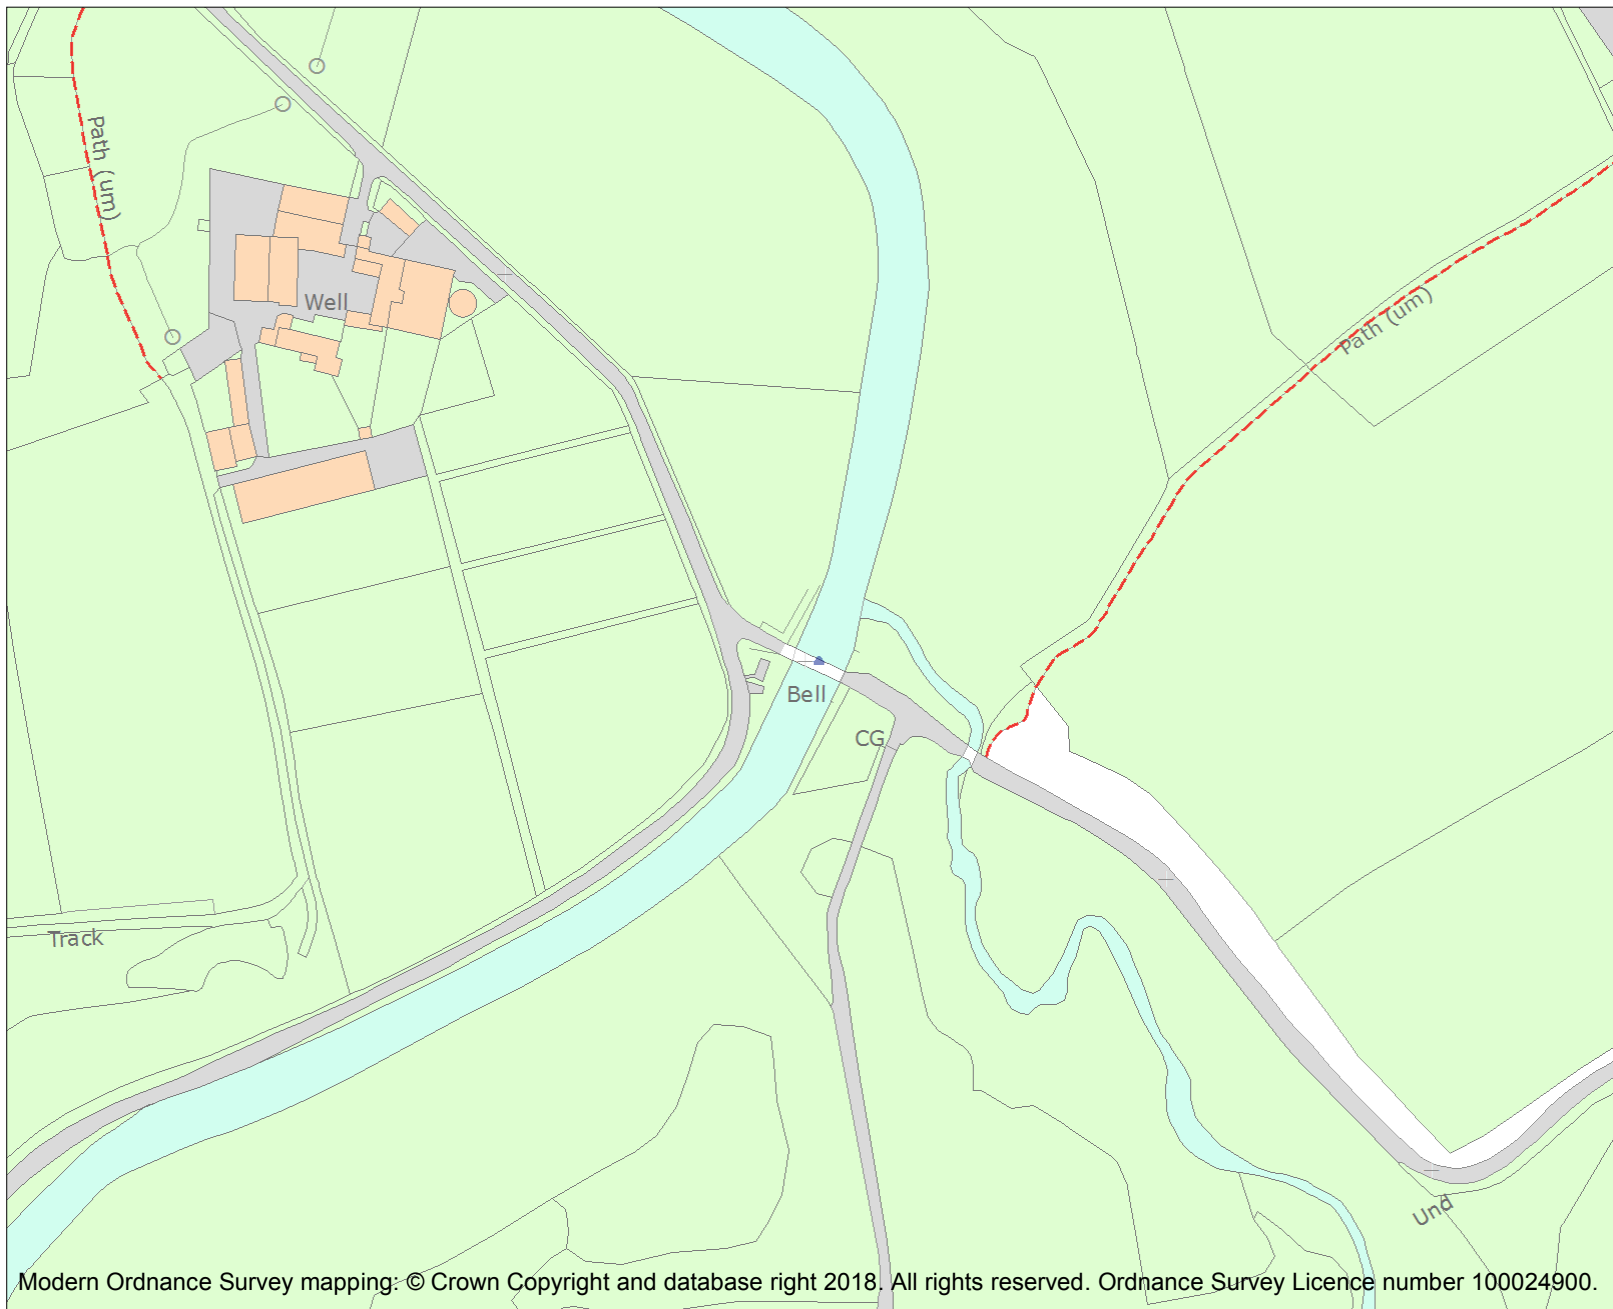 Path (um)
Well
Path (um)
Bell
CG
Track
Und
Modern Ordnance Survey mapping: © Crown Copyright and database right 2018. All rights reserved. Ordnance Survey Licence number 100024900.